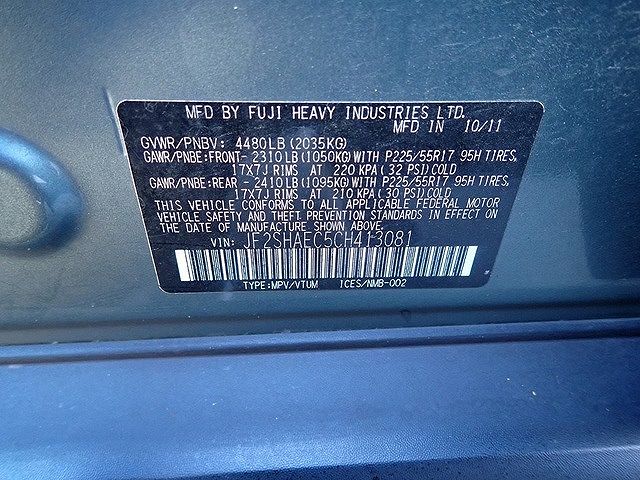 MFD BY FUJI HEAVY INDUSTRIES LTD.
MFD IN 10/11
GVWR/PNBV: 4480LB (2035KG)
GAWR/PNBE:FRONT- 2310LB (1050KG) WITH P225/55R17 95H TIRES,
17X7J RIMS AT 220 KPA (32 PSI) COLD
GAWR/PNBE:REAR - 2410LB (1095KG) WITH P225/55R17 95H TIRES,
17X7J RIMS AT 210 KPA (30 PSI) COLD
THIS VEHICLE CONFORMS TO ALL APPLICABLE FEDERAL MOTOR
VEHICLE SAFETY AND THEFT PREVENTION STANDARDS IN EFFECT ON
THE DATE OF MANUFACTURE SHOWN ABOVE.
VIN: JF2SHAEC5CH413081
TYPE:MPV/VTUM ICES/NMB-002